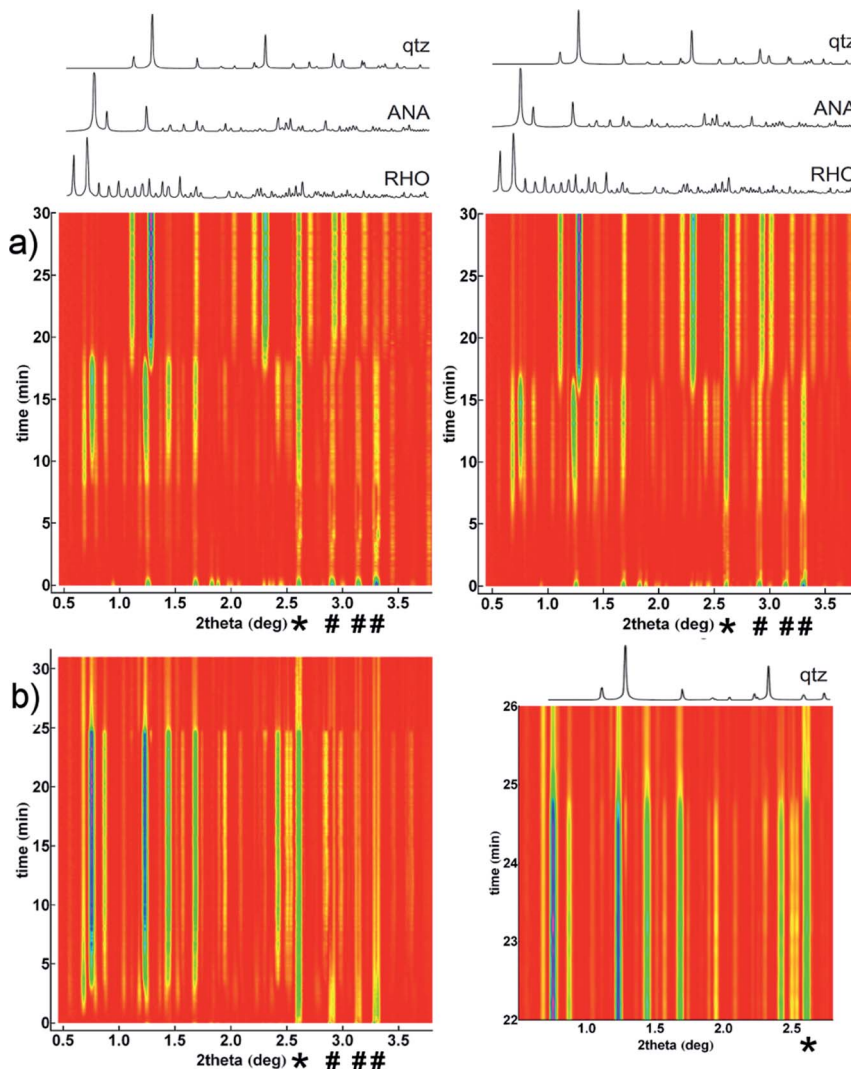 qtz
ANA
RHO
qtz
ANA
RHO
a)
30
25
20
15
10
5
0
time (min)
0.5 1.0 1.5 2.0 2.5 3.0 3.5
2theta (deg) * # ##
30
25
20
15
10
5
0
time (min)
0.5 1.0 1.5 2.0 2.5 3.0 3.5
2theta (deg) * # ##
b)
30
25
20
15
10
5
0
time (min)
0.5 1.0 1.5 2.0 2.5 3.0 3.5
2theta (deg) * # ##
qtz
26
25
24
23
22
time (min)
1.0 1.5 2.0 2.5
2theta (deg) *